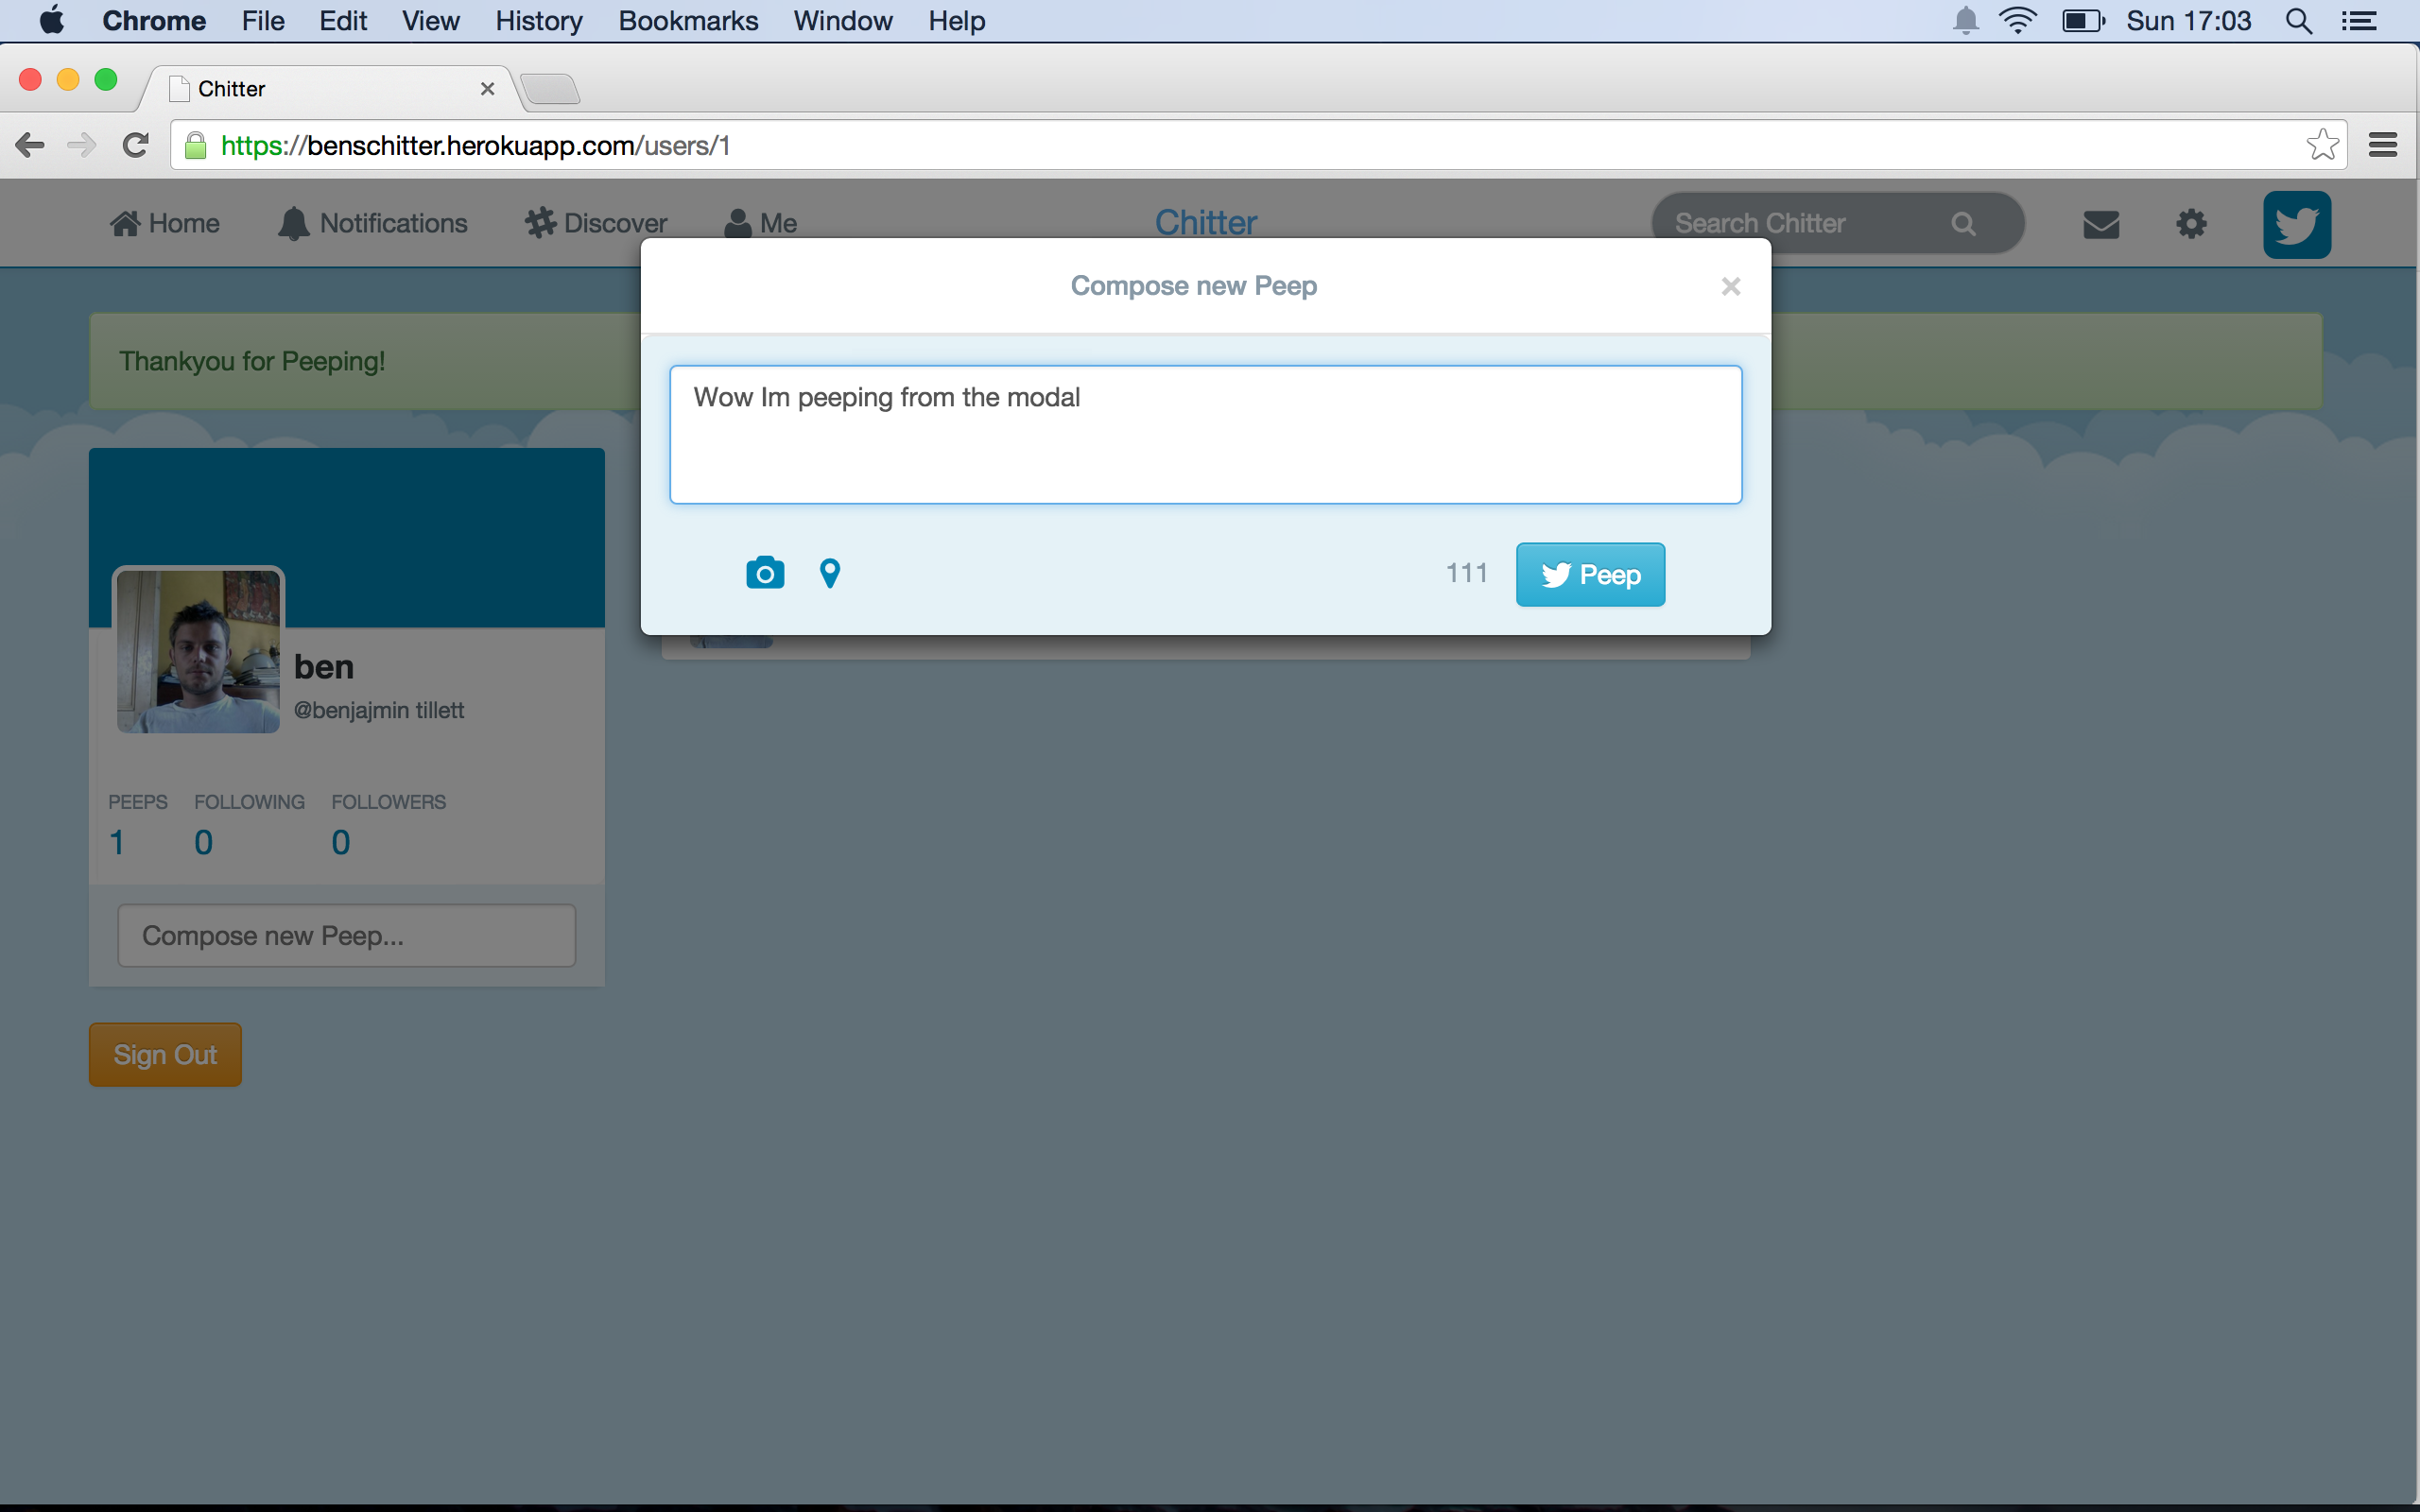 Chrome File Edit View History Bookmarks Window Help Sun 17:03
Chitter
https://benschitter.herokuapp.com/users/1
Home Notifications Discover Me Chitter Search Chitter
Compose new Peep ×
Thankyou for Peeping!
Wow Im peeping from the modal
111 Peep
ben
@benjajmin tillett
PEEPS FOLLOWING FOLLOWERS
1 0 0
Compose new Peep...
Sign Out